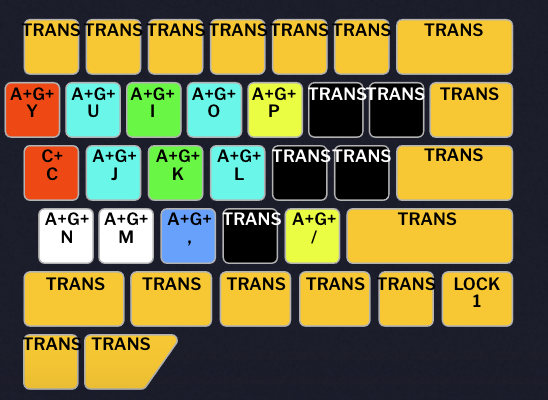 TRANS TRANS TRANS TRANS TRANS TRANS TRANS
A+G+ Y A+G+ U A+G+ I A+G+ O A+G+ P TRANS TRANS TRANS
C+ C A+G+ J A+G+ K A+G+ L TRANS TRANS TRANS
A+G+ N A+G+ M A+G+ , TRANS A+G+ / TRANS
TRANS TRANS TRANS TRANS TRANS LOCK 1
TRANS TRANS